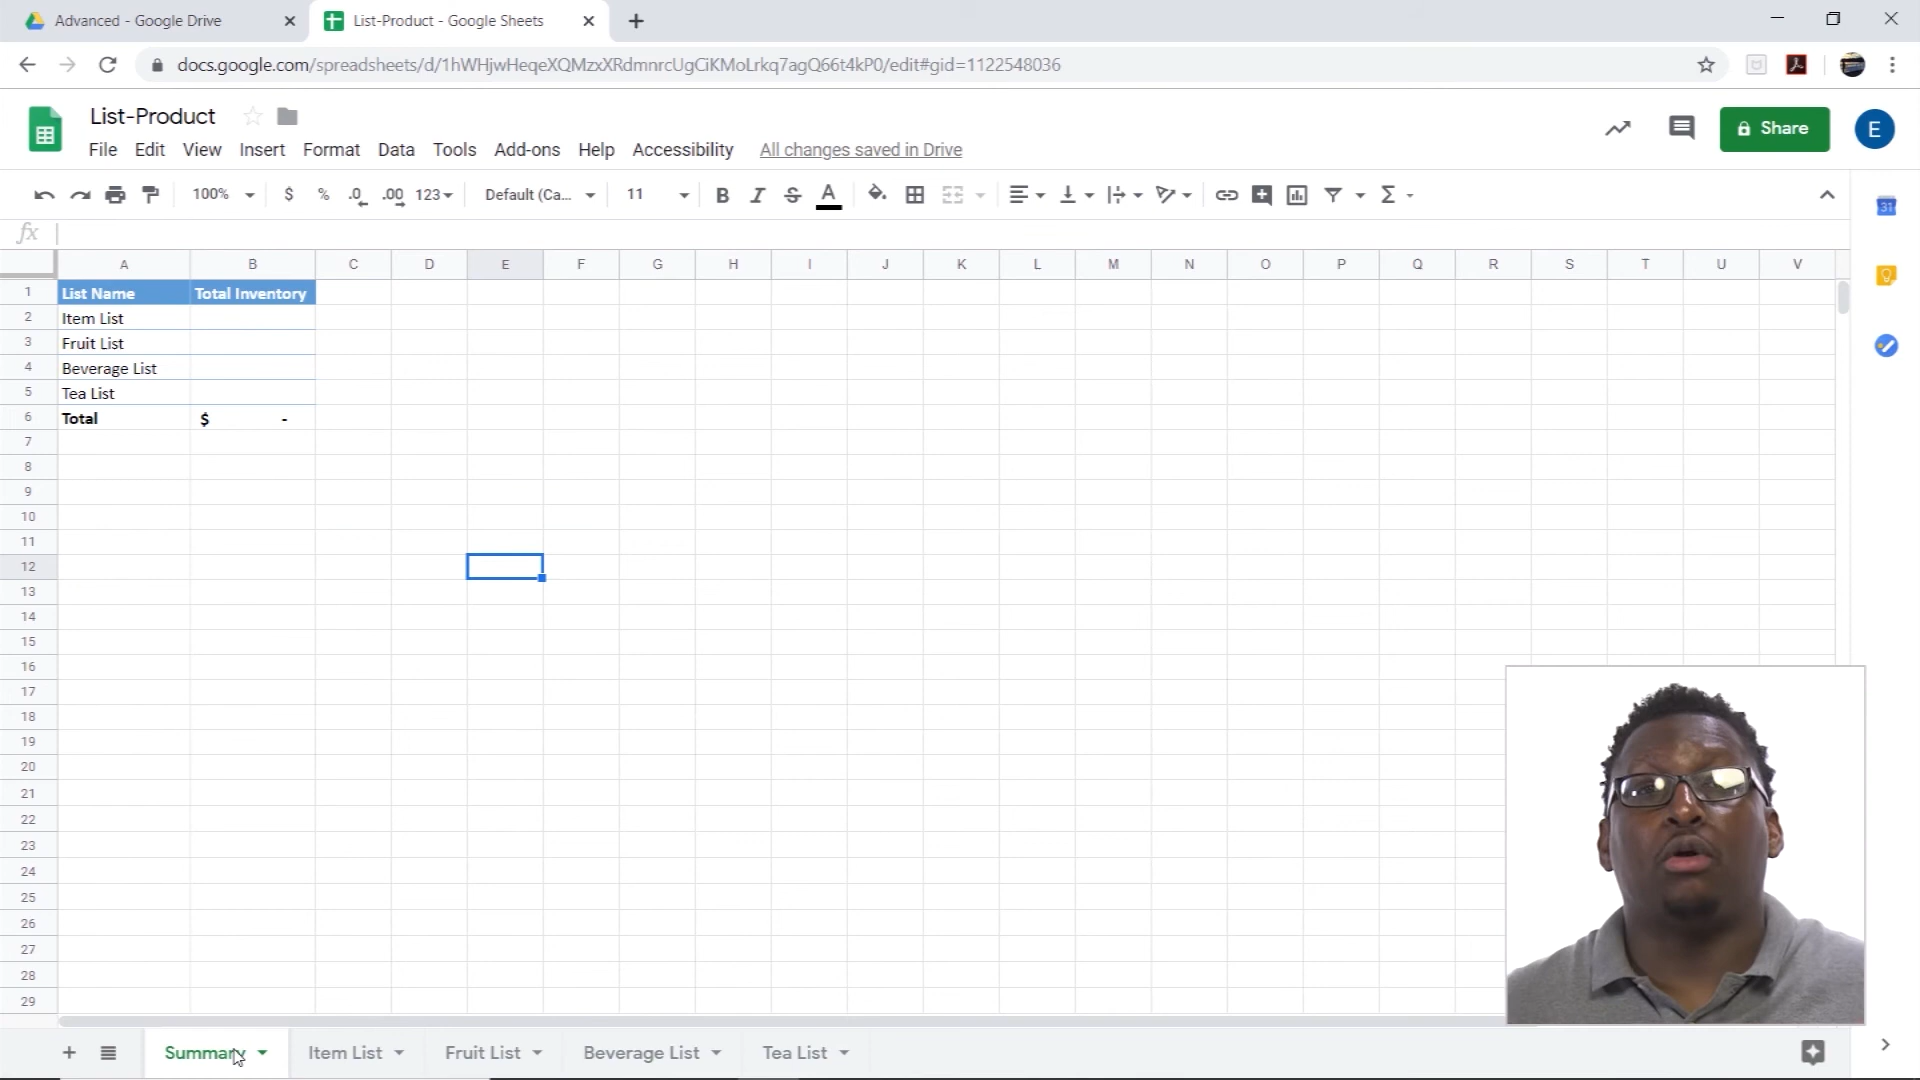 Advanced - Google Drive
List-Product - Google Sheets
docs.google.com/spreadsheets/d/1hWHjwHeqeXQMzxXRdmnrcUgGiKMoLrkq7agQ66t4kP0/edit#gid=1122548036
List-Product
File Edit View Insert Format Data Tools Add-ons Help Accessibility All changes saved in Drive
Share
E
100% $ % .0 .00 123 Default (Ca... 11 B I S A Σ
31
fx
A B C D E F G H I J K L M N O P Q R S T U V
1 List Name Total Inventory
2 Item List
3 Fruit List
4 Beverage List
5 Tea List
6 Total $ -
7
8
9
10
11
12
13
14
15
16
17
18
19
20
21
22
23
24
25
26
27
28
29
Summary Item List Fruit List Beverage List Tea List